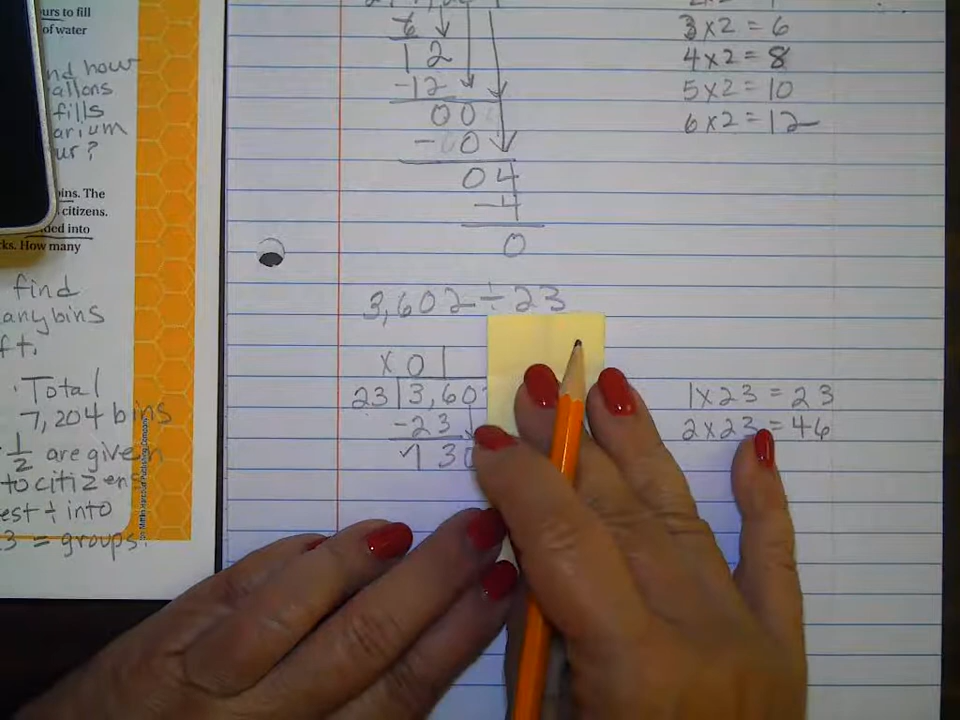 ours to fill
of water
nd how
allons
fills
arium
ur?
ins. The
citizens.
ded into
ks. How many
find
any bins
ft.
Total
7,204 bins
1/2 are given
to citizens
est ÷ into
3 = groups.
6
12
-12
00
-00
04
-4
0
3x2=6
4x2=8
5x2=10
6x2=12
3,602÷23
x 0 1
23 3,60
-23
130
1x23=23
2x23=46